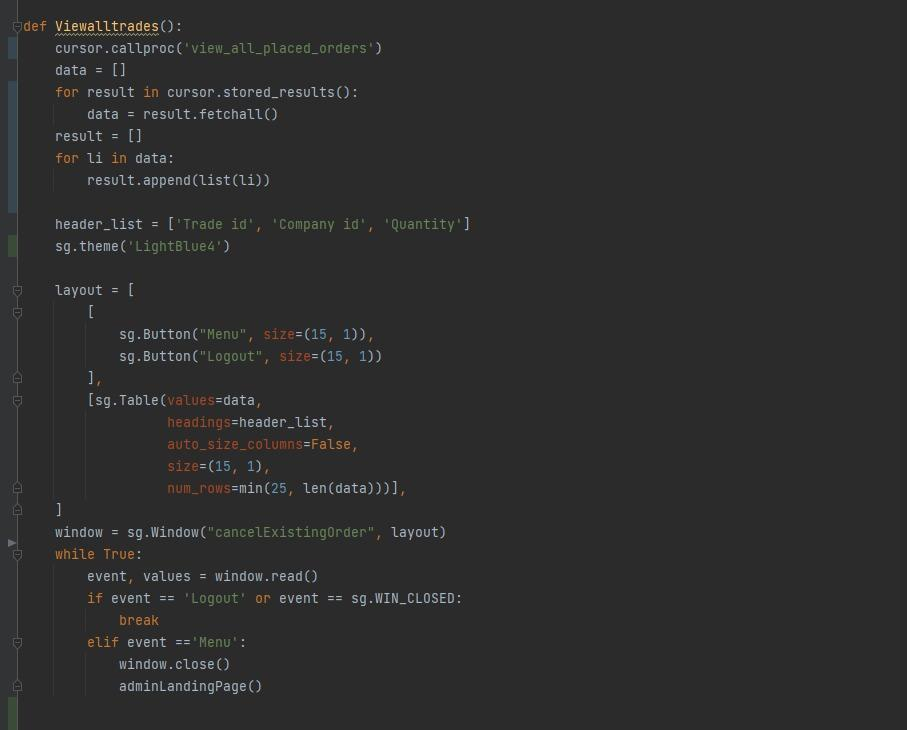 def Viewalltrades():
    cursor.callproc('view_all_placed_orders')
    data = []
    for result in cursor.stored_results():
        data = result.fetchall()
    result = []
    for li in data:
        result.append(list(li))

    header_list = ['Trade id', 'Company id', 'Quantity']
    sg.theme('LightBlue4')

    layout = [
        [
            sg.Button("Menu", size=(15, 1)),
            sg.Button("Logout", size=(15, 1))
        ],
        [sg.Table(values=data,
                  headings=header_list,
                  auto_size_columns=False,
                  size=(15, 1),
                  num_rows=min(25, len(data)))],
    ]
    window = sg.Window("cancelExistingOrder", layout)
    while True:
        event, values = window.read()
        if event == 'Logout' or event == sg.WIN_CLOSED:
            break
        elif event =='Menu':
            window.close()
            adminLandingPage()